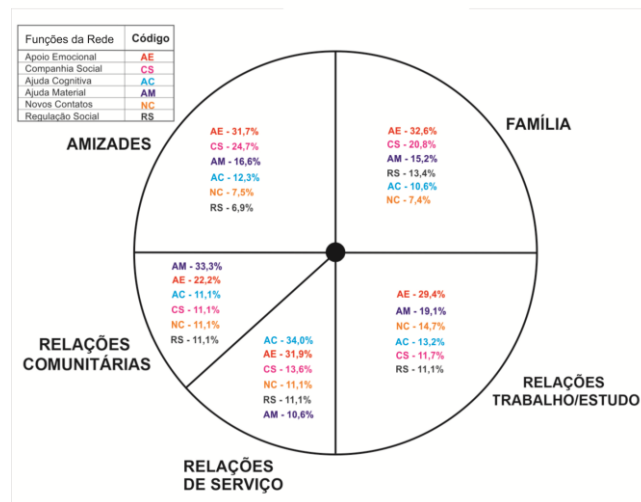 Funções da Rede Código
Apoio Emocional AE
Companhia Social CS
Ajuda Cognitiva AC
Ajuda Material AM
Novos Contatos NC
Regulação Social RS
AMIZADES
AE - 31,7%
CS - 24,7%
AM - 16,6%
AC - 12,3%
NC - 7,5%
RS - 6,9%
FAMÍLIA
AE - 32,6%
CS - 20,8%
AM - 15,2%
RS - 13,4%
AC - 10,6%
NC - 7,4%
RELAÇÕES
COMUNITÁRIAS
AM - 33,3%
AE - 22,2%
AC - 11,1%
CS - 11,1%
NC - 11,1%
RS - 11,1%
RELAÇÕES
DE SERVIÇO
AC - 34,0%
AE - 31,9%
CS - 13,6%
NC - 11,1%
RS - 11,1%
AM - 10,6%
RELAÇÕES
TRABALHO/ESTUDO
AE - 29,4%
AM - 19,1%
NC - 14,7%
AC - 13,2%
CS - 11,7%
RS - 11,1%